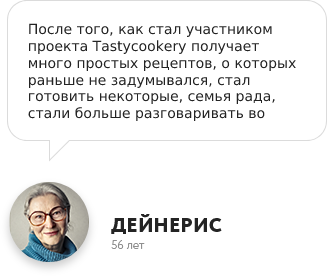 После того, как стал участником
проекта Tastycookery получает
много простых рецептов, о которых
раньше не задумывался, стал
готовить некоторые, семья рада,
стали больше разговаривать во
ДЕЙНЕРИС
56 лет